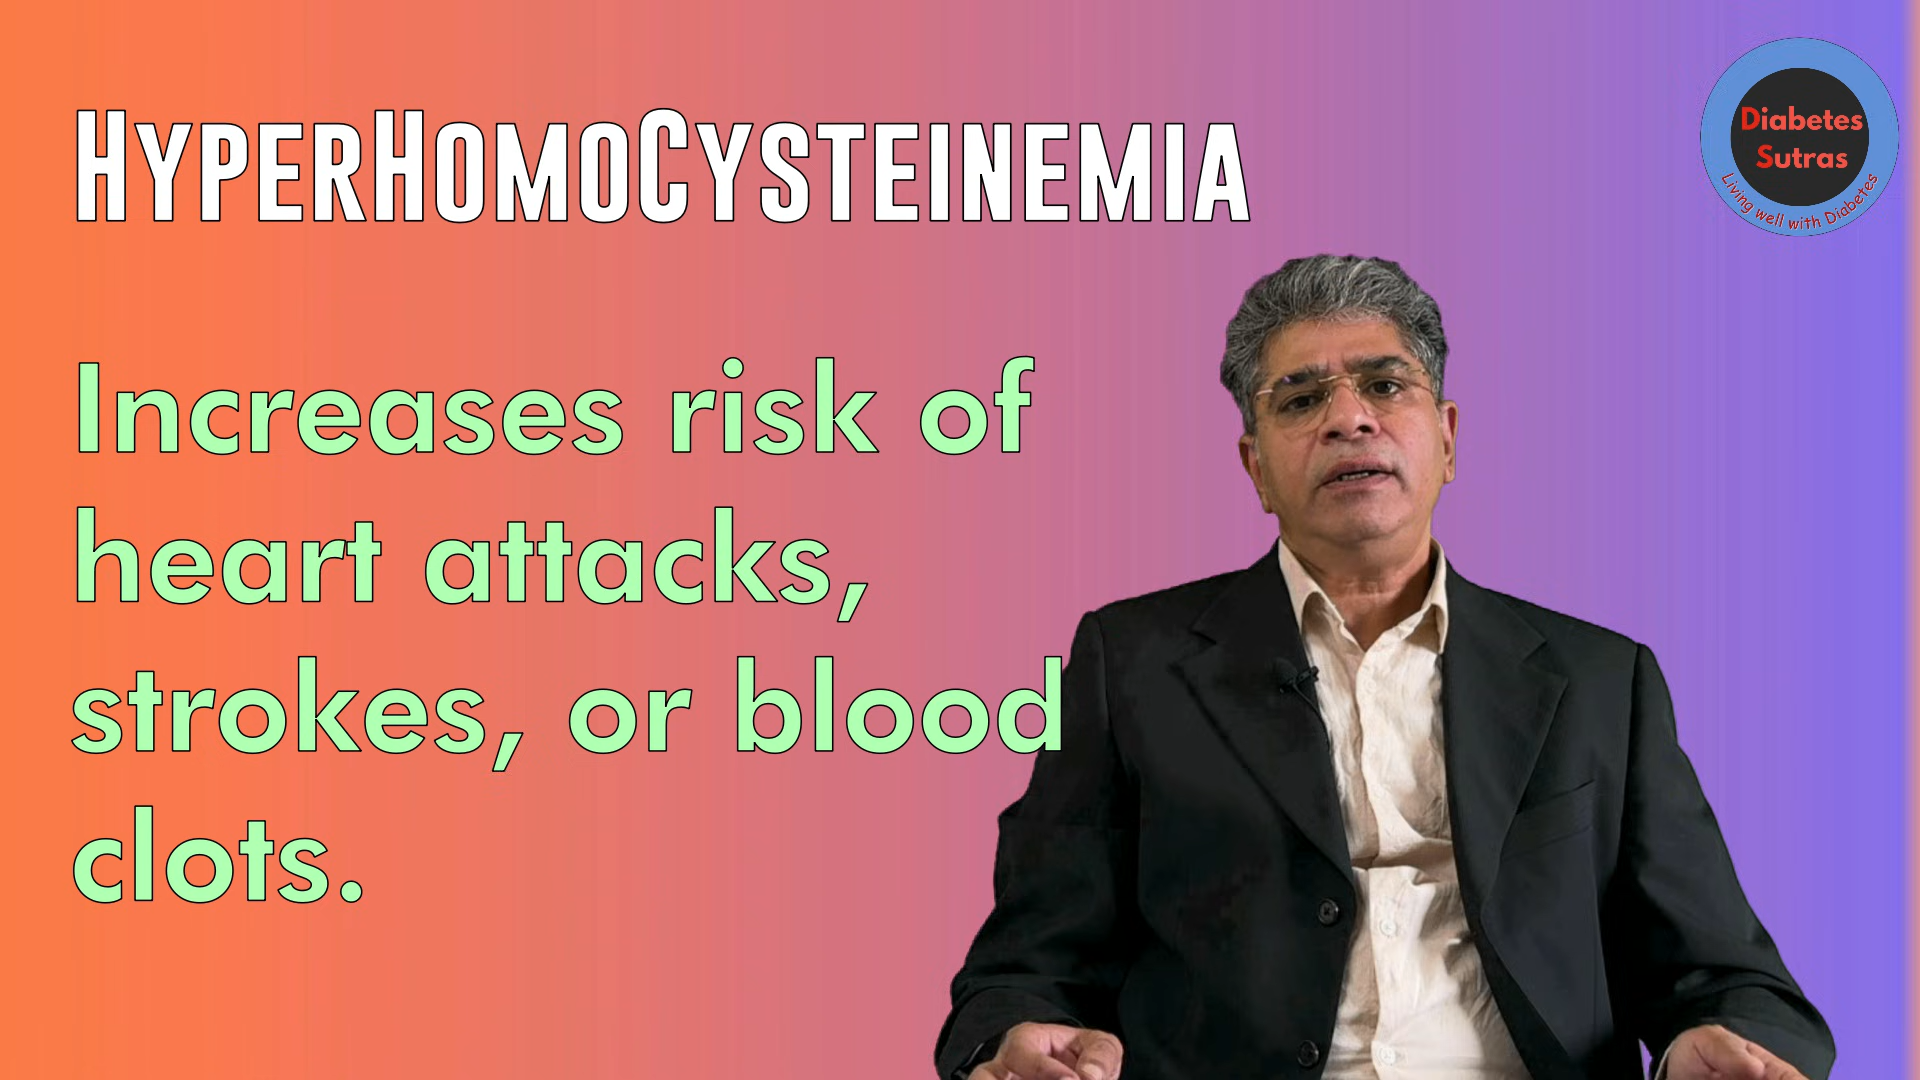 HyperHomoCysteinemia
Increases risk of
heart attacks,
strokes, or blood
clots.
Diabetes
Sutras
Living well with Diabetes